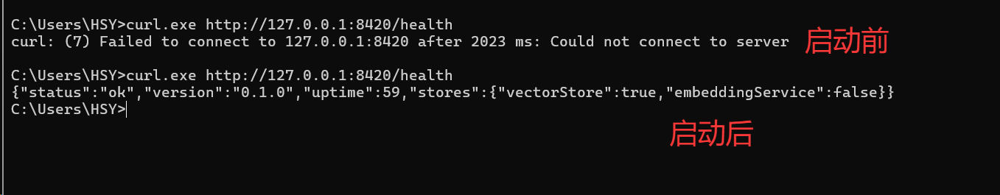 C:\Users\HSY>curl.exe http://127.0.0.1:8420/health
curl: (7) Failed to connect to 127.0.0.1:8420 after 2023 ms: Could not connect to server 启动前
C:\Users\HSY>curl.exe http://127.0.0.1:8420/health
{"status":"ok","version":"0.1.0","uptime":59,"stores":{"vectorStore":true,"embeddingService":false}}
C:\Users\HSY>
启动后